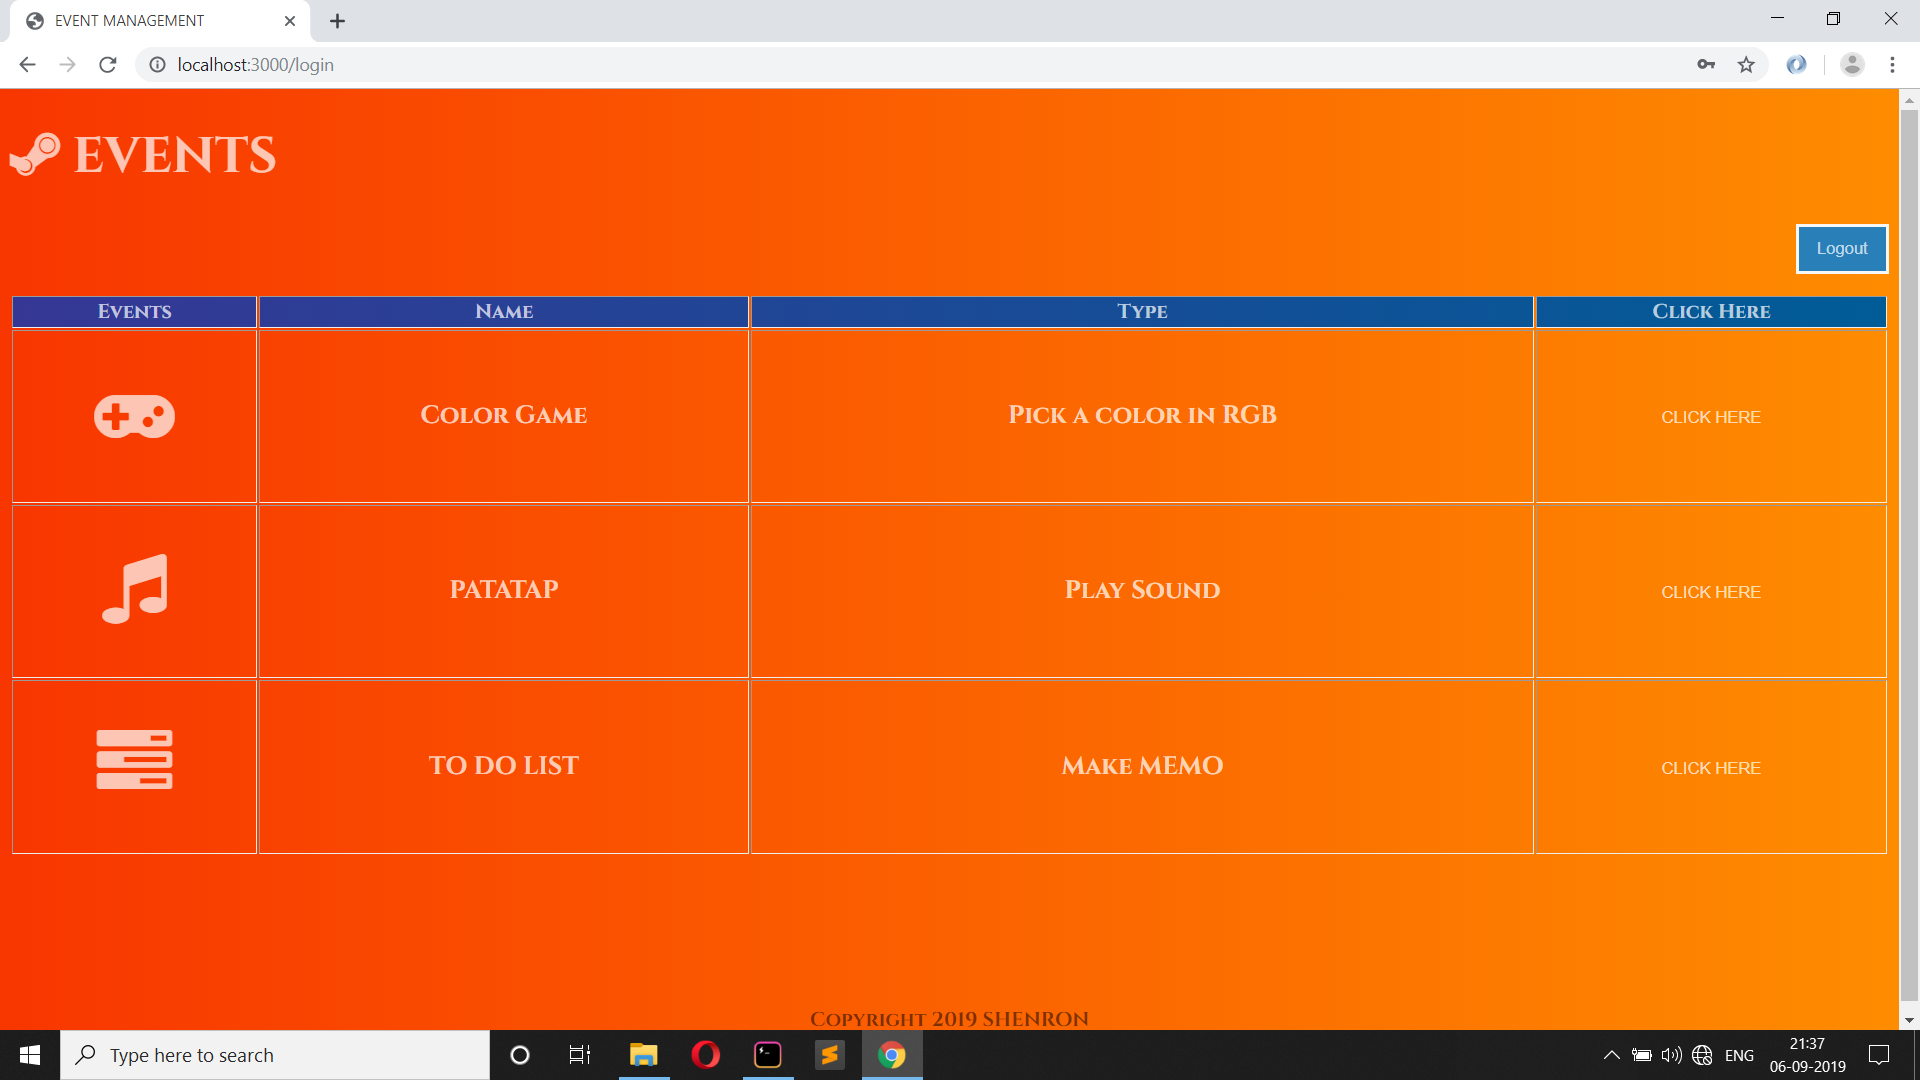 EVENT MANAGEMENT
localhost:3000/login
EVENTS
Logout
Events Name Type Click Here
Color Game Pick a color in RGB CLICK HERE
PATATAP Play Sound CLICK HERE
TO DO LIST Make MEMO CLICK HERE
Copyright 2019 SHENRON
Type here to search
ENG
21:37
06-09-2019